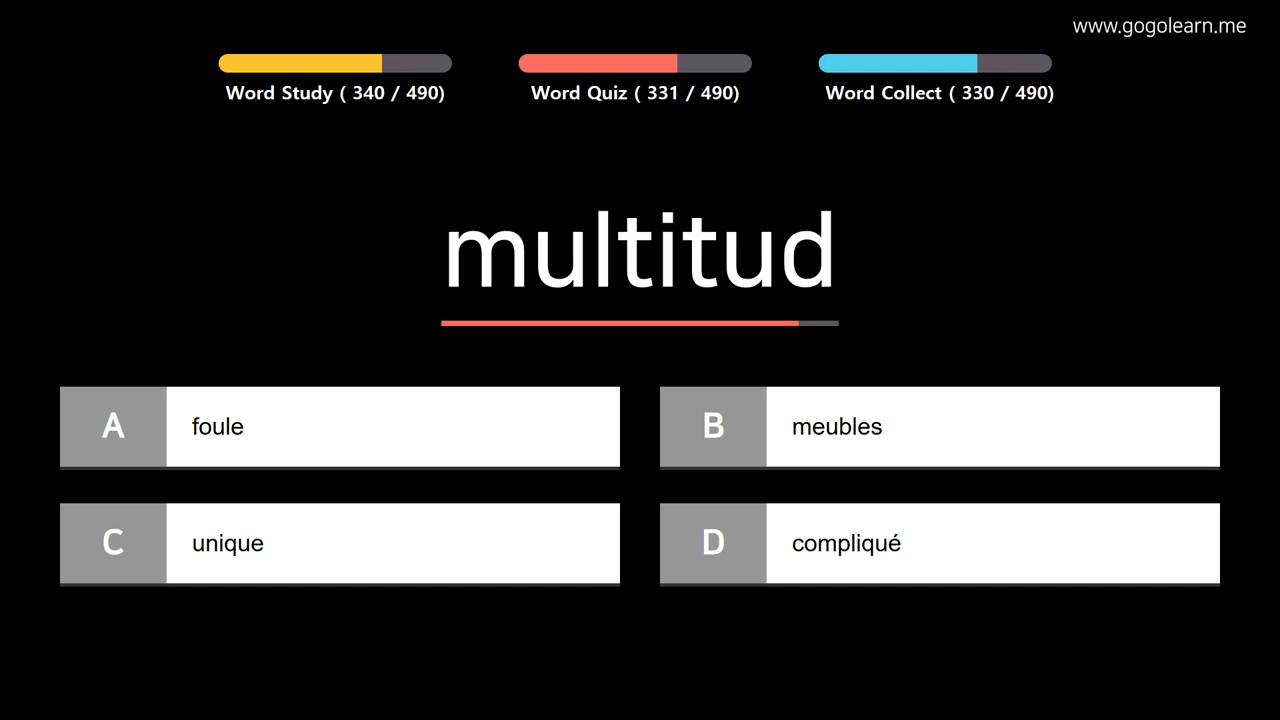 www.gogolearn.me
Word Study ( 340 / 490)
Word Quiz ( 331 / 490)
Word Collect ( 330 / 490)
multitud
A foule
B meubles
C unique
D compliqué